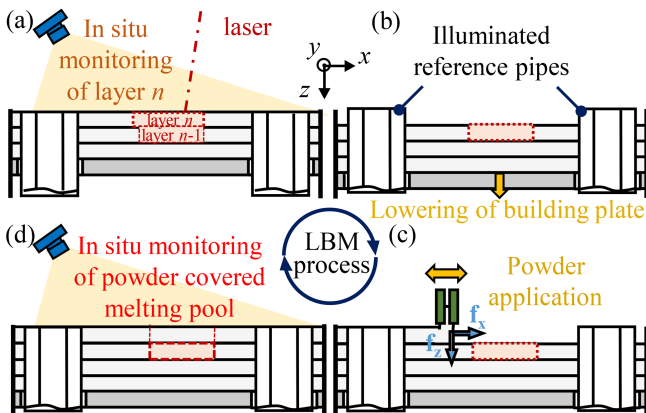 (a)
In situ
monitoring
of layer n
laser
layer n
layer n-1
y
x
z
(b)
Illuminated
reference pipes
Lowering of building plate
(d)
In situ monitoring
of powder covered
melting pool
LBM
process
(c)
Powder
application
fx
fz